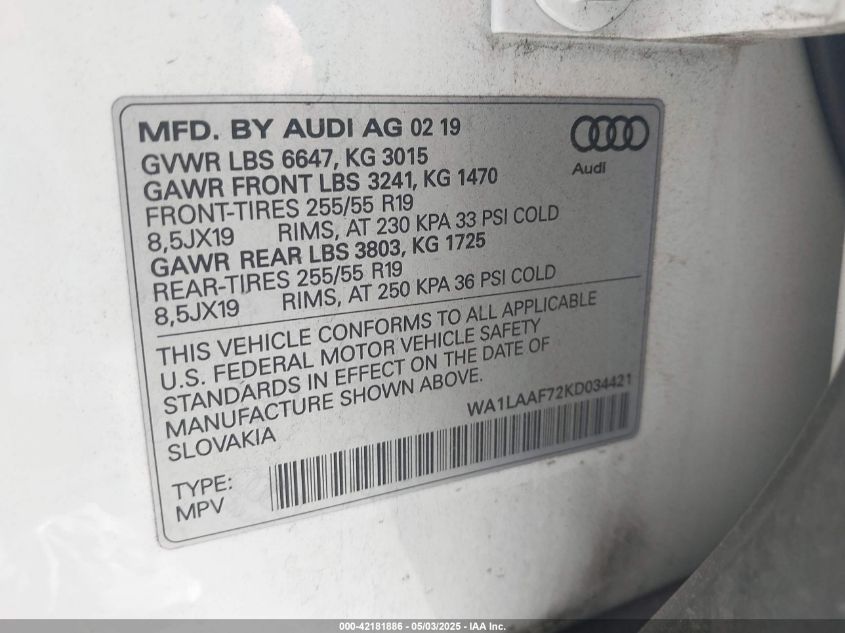 MFD. BY AUDI AG 02 19
Audi
GVWR LBS 6647, KG 3015
GAWR FRONT LBS 3241, KG 1470
FRONT-TIRES 255/55 R19
8,5JX19 RIMS, AT 230 KPA 33 PSI COLD
GAWR REAR LBS 3803, KG 1725
REAR-TIRES 255/55 R19
8,5JX19 RIMS, AT 250 KPA 36 PSI COLD
THIS VEHICLE CONFORMS TO ALL APPLICABLE
U.S. FEDERAL MOTOR VEHICLE SAFETY
STANDARDS IN EFFECT ON THE DATE OF
MANUFACTURE SHOWN ABOVE.
SLOVAKIA
WA1LAAF72KD034421
TYPE:
MPV
000-42181886 - 05/03/2025 - IAA Inc.